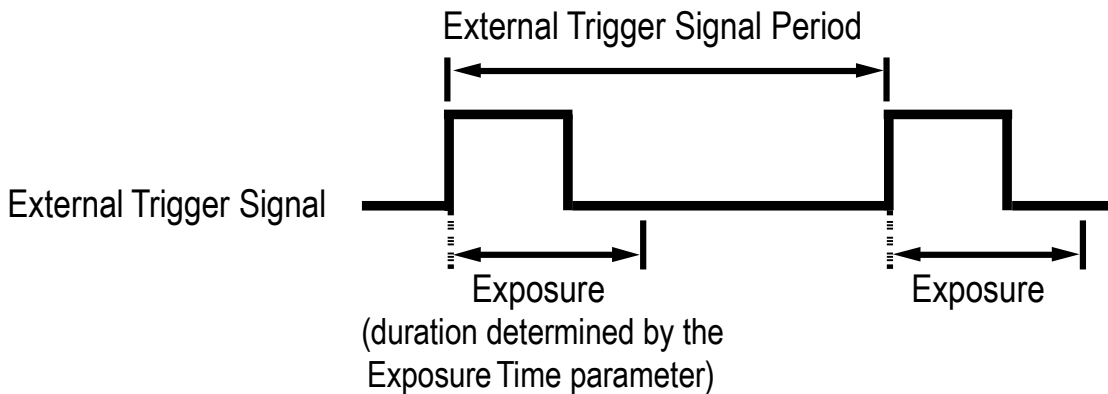 External Trigger Signal Period
External Trigger Signal
Exposure
(duration determined by the
Exposure Time parameter)
Exposure